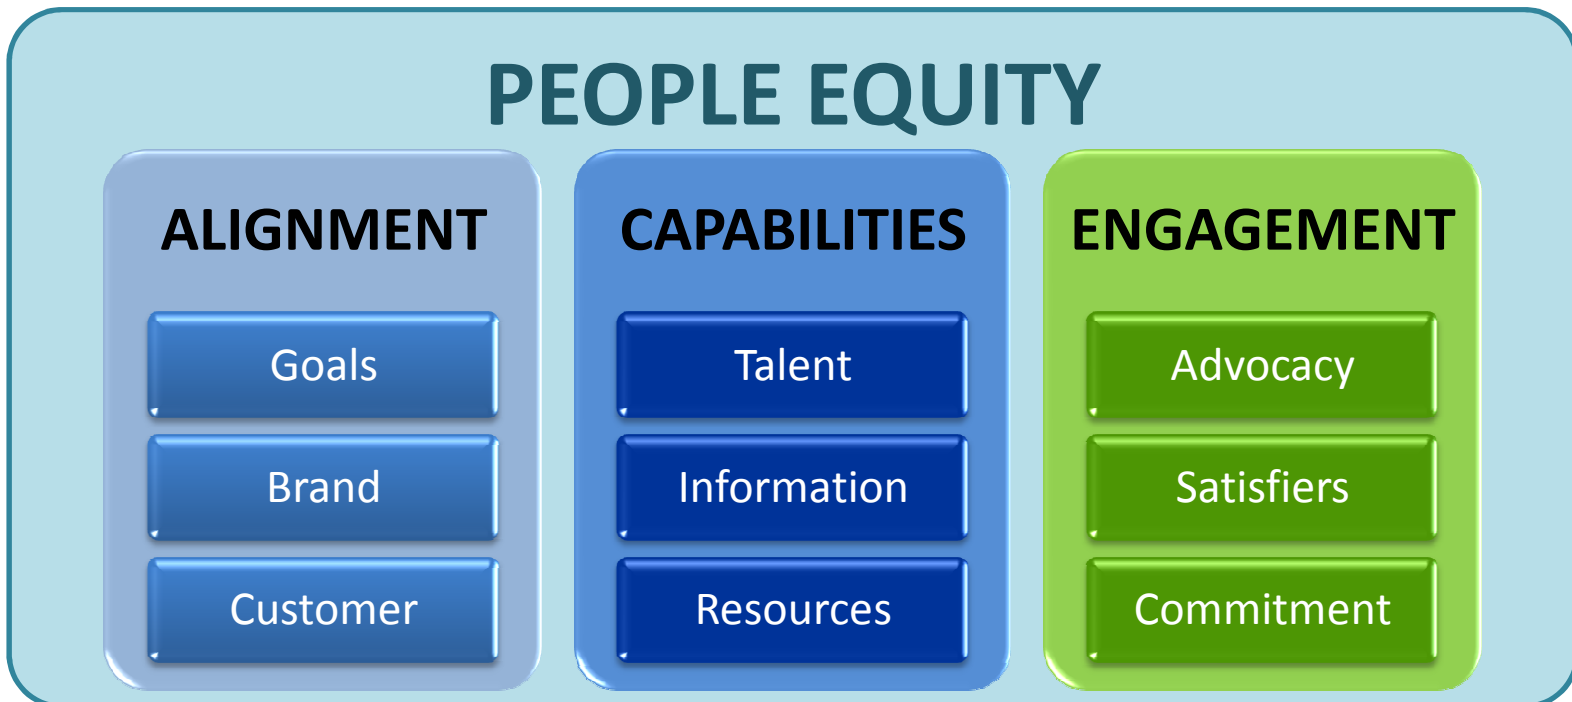 PEOPLE EQUITY
ALIGNMENT
Goals
Brand
Customer
CAPABILITIES
Talent
Information
Resources
ENGAGEMENT
Advocacy
Satisfiers
Commitment